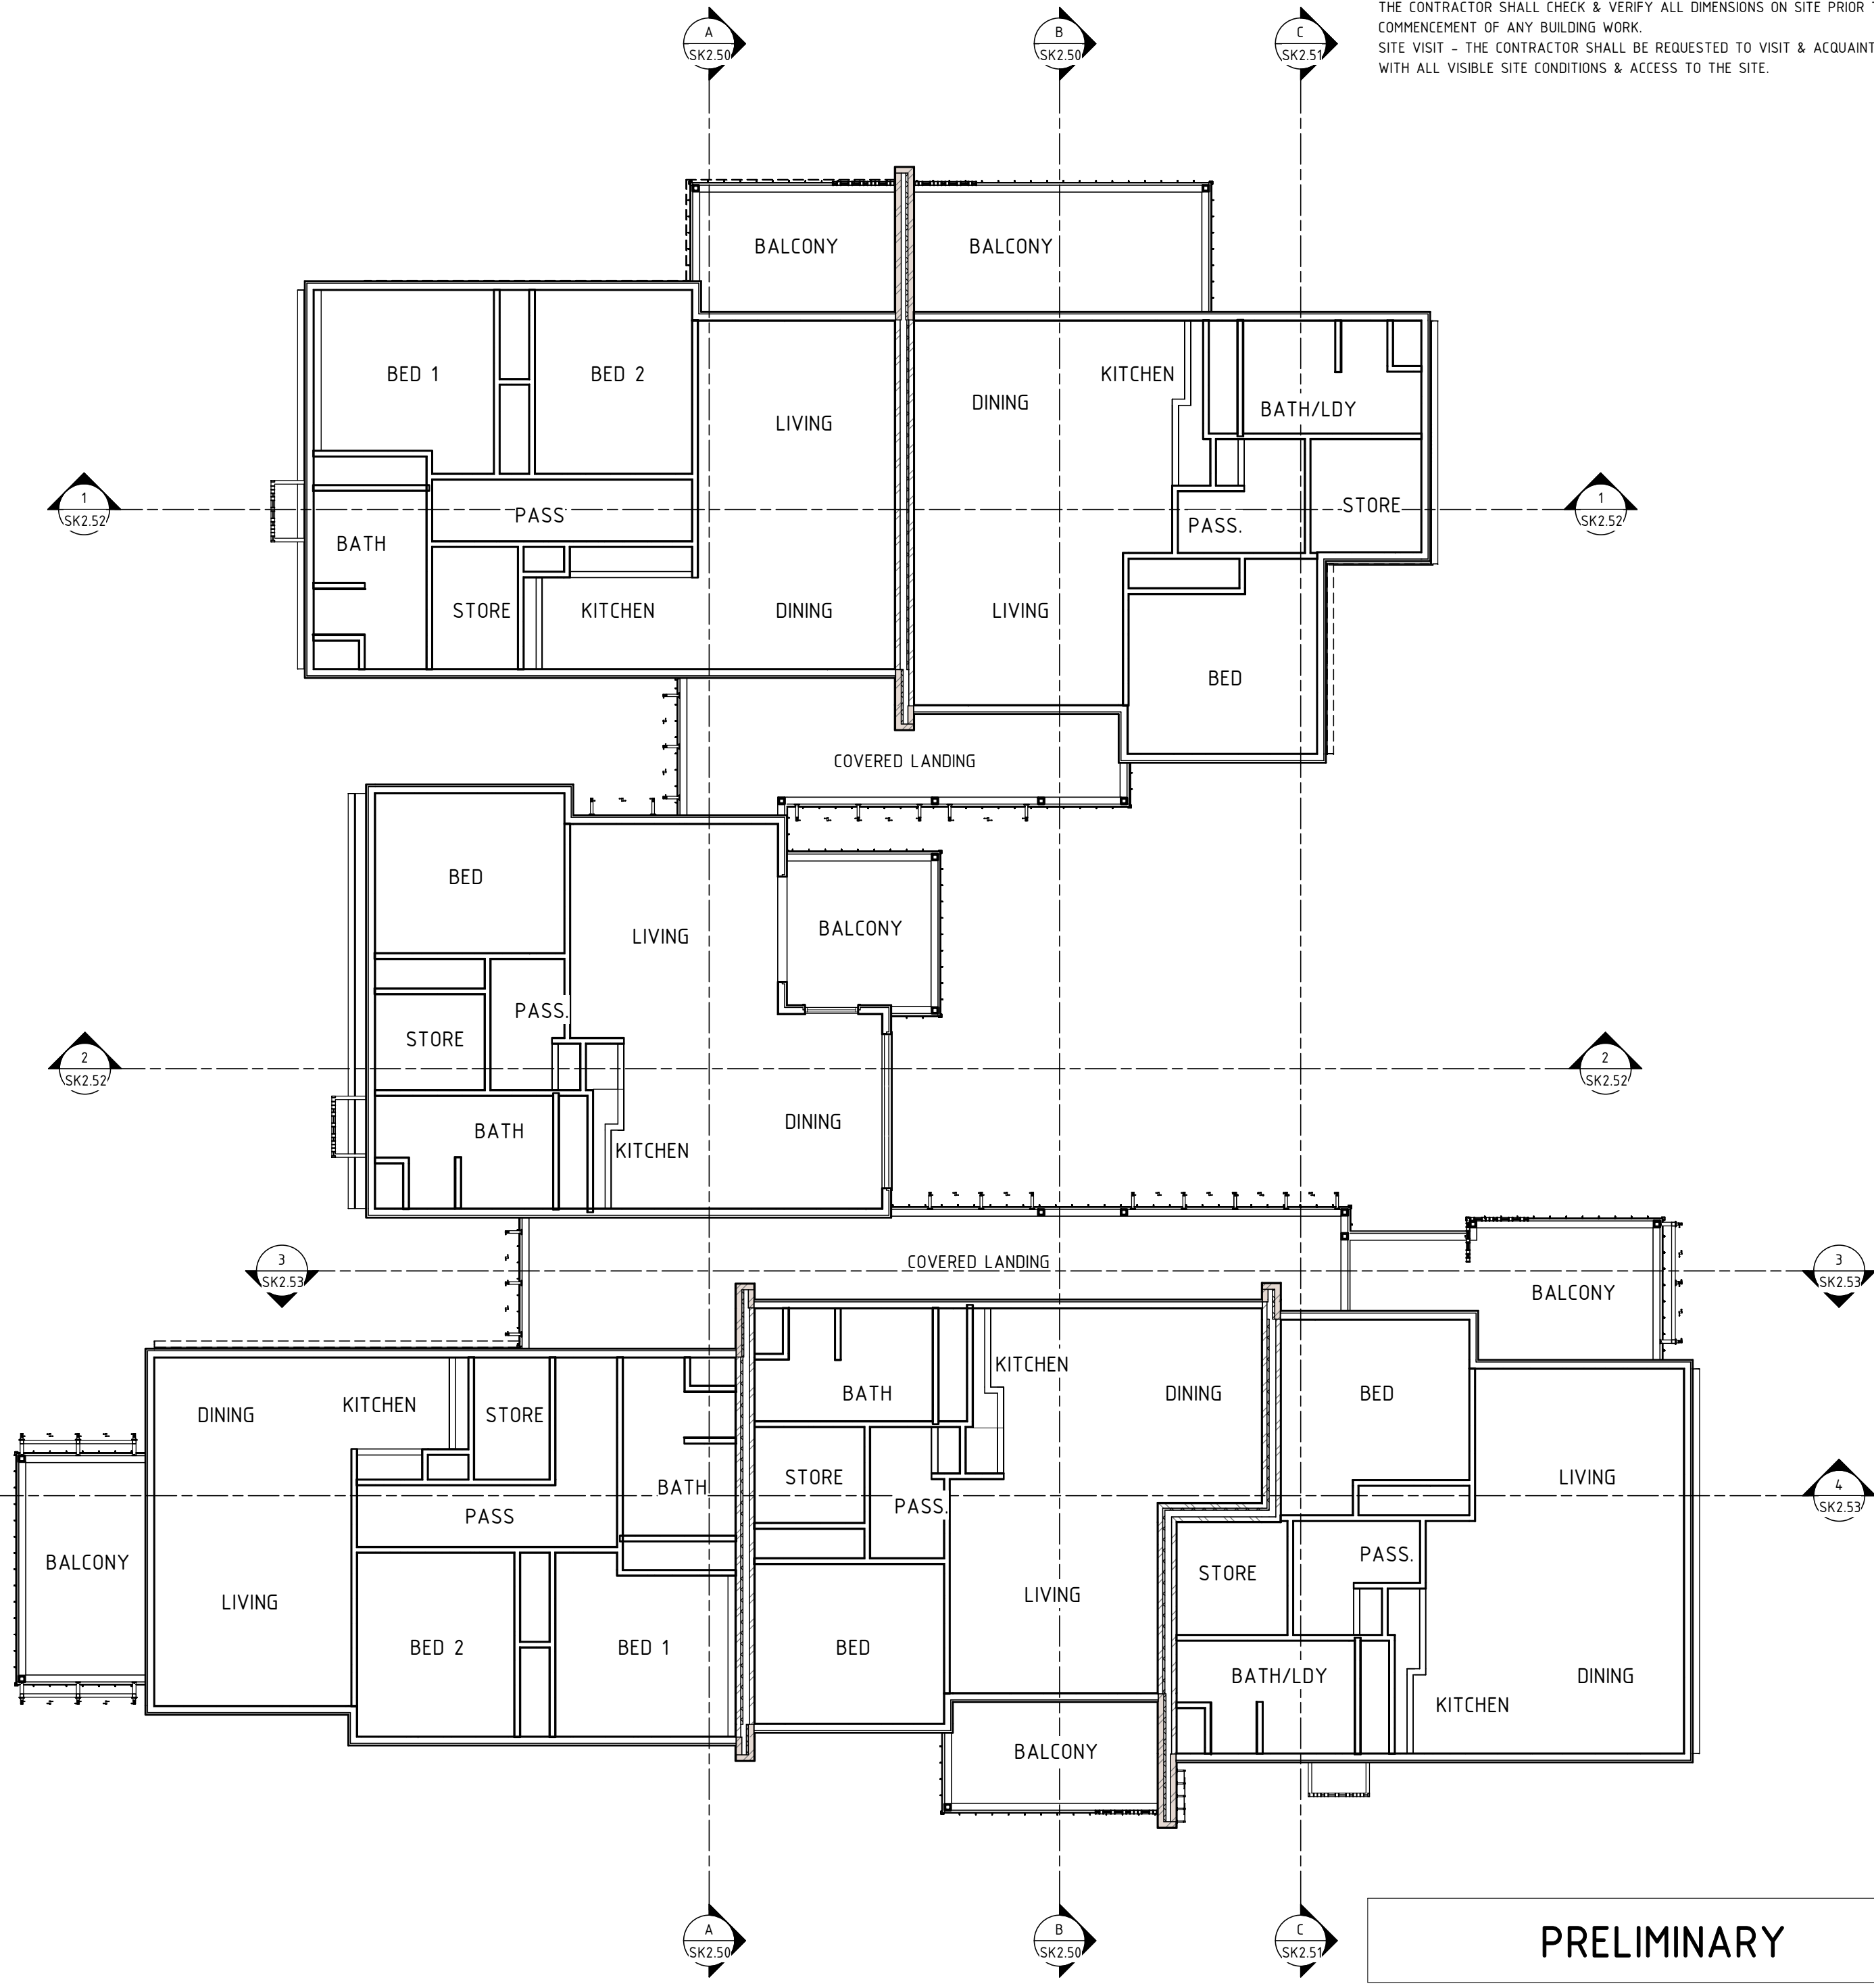 THE CONTRACTOR SHALL CHECK & VERIFY ALL DIMENSIONS ON SITE PRIOR
COMMENCEMENT OF ANY BUILDING WORK.
SITE VISIT - THE CONTRACTOR SHALL BE REQUESTED TO VISIT & ACQUAINT
WITH ALL VISIBLE SITE CONDITIONS & ACCESS TO THE SITE.
A
SK2.50
B
SK2.50
C
SK2.51
BALCONY
BALCONY
BED 1
BED 2
KITCHEN
DINING
BATH/LDY
LIVING
1
SK2.52
1
SK2.52
STORE
PASS
PASS.
BATH
STORE
KITCHEN
DINING
LIVING
BED
COVERED LANDING
BED
BALCONY
LIVING
PASS.
STORE
2
SK2.52
2
SK2.52
DINING
BATH
KITCHEN
COVERED LANDING
3
SK2.53
3
SK2.53
BALCONY
KITCHEN
BATH
DINING
BED
KITCHEN
DINING
STORE
STORE
LIVING
BATH
4
SK2.53
PASS.
PASS
PASS.
BALCONY
STORE
LIVING
LIVING
BED 2
BED 1
BED
BATH/LDY
DINING
KITCHEN
BALCONY
A
SK2.50
B
SK2.50
C
SK2.51
PRELIMINARY